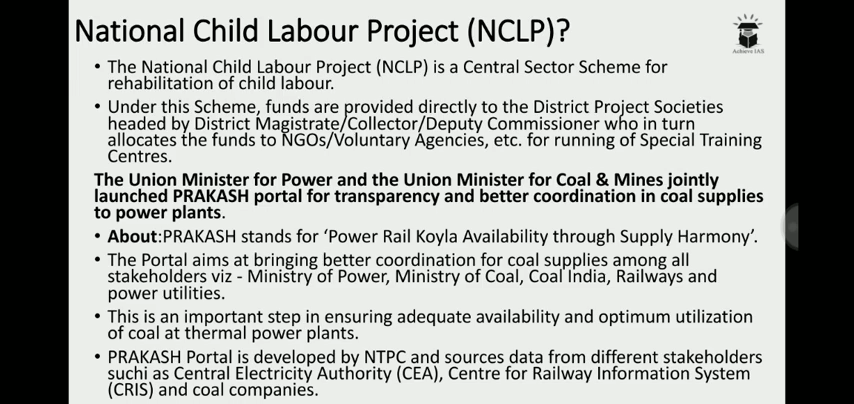 National Child Labour Project (NCLP)?
Achieve IAS
• The National Child Labour Project (NCLP) is a Central Sector Scheme for
rehabilitation of child labour.
• Under this Scheme, funds are provided directly to the District Project Societies
headed by District Magistrate/Collector/Deputy Commissioner who in turn
allocates the funds to NGOs/Voluntary Agencies, etc. for running of Special Training
Centres.
The Union Minister for Power and the Union Minister for Coal & Mines jointly
launched PRAKASH portal for transparency and better coordination in coal supplies
to power plants.
• About:PRAKASH stands for ‘Power Rail Koyla Availability through Supply Harmony’.
• The Portal aims at bringing better coordination for coal supplies among all
stakeholders viz - Ministry of Power, Ministry of Coal, Coal India, Railways and
power utilities.
• This is an important step in ensuring adequate availability and optimum utilization
of coal at thermal power plants.
• PRAKASH Portal is developed by NTPC and sources data from different stakeholders
suchi as Central Electricity Authority (CEA), Centre for Railway Information System
(CRIS) and coal companies.